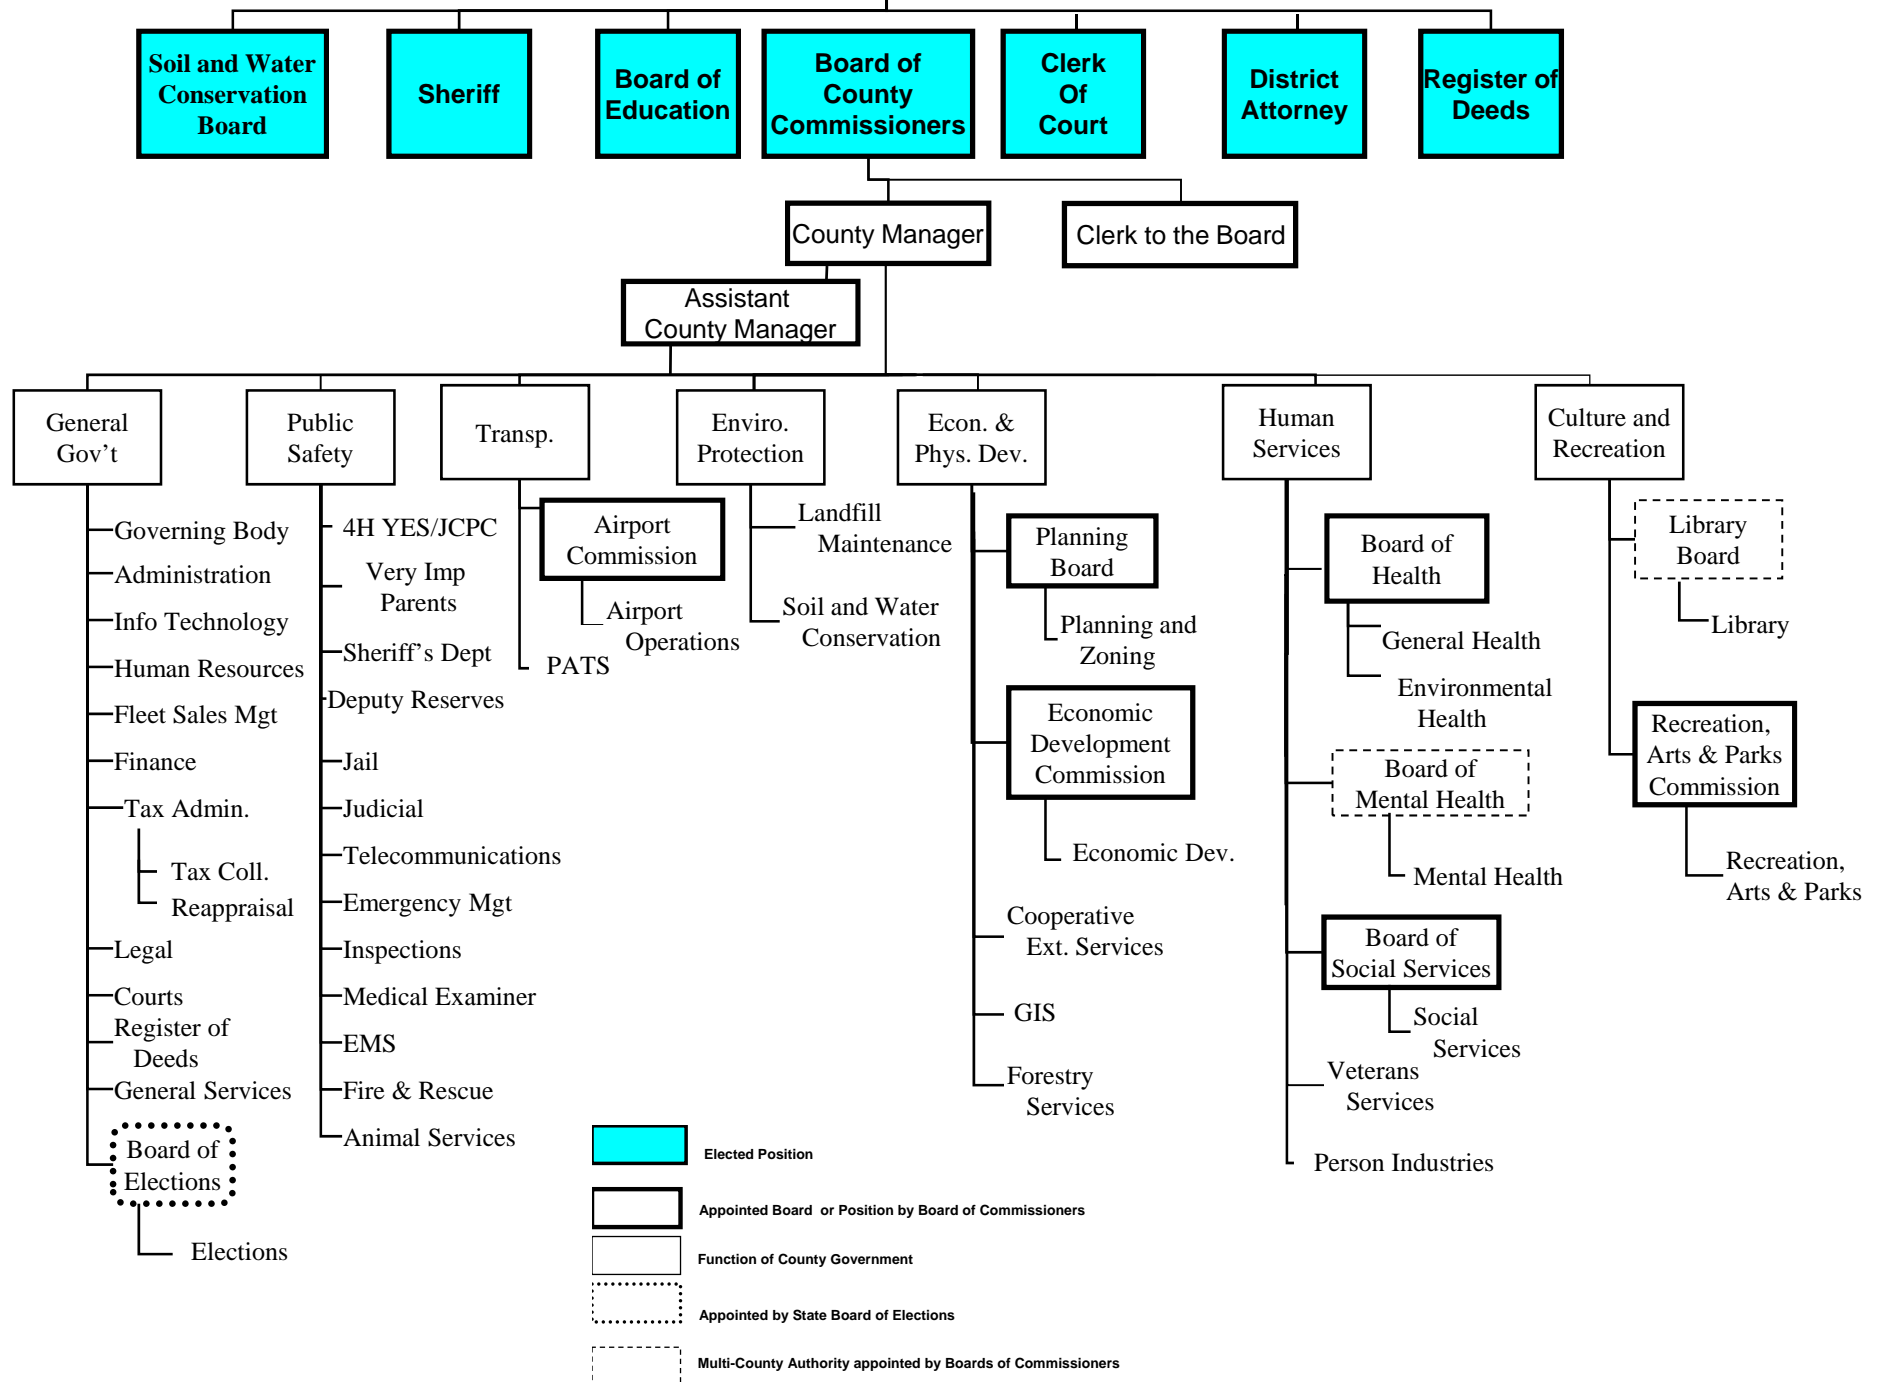 Soil and Water
Conservation
Board
Sheriff
Board of
Education
Board of
County
Commissioners
Clerk
Of
Court
District
Attorney
Register of
Deeds
County Manager
Clerk to the Board
Assistant
County Manager
General
Gov’t
Public
Safety
Transp.
Enviro.
Protection
Econ. &
Phys. Dev.
Human
Services
Culture and
Recreation
Governing Body
Administration
Info Technology
Human Resources
Fleet Sales Mgt
Finance
Tax Admin.
Tax Coll.
Reappraisal
Legal
Courts
Register of
Deeds
General Services
Board of
Elections
Elections
4H YES/JCPC
Very Imp
Parents
Sheriff’s Dept
Deputy Reserves
Jail
Judicial
Telecommunications
Emergency Mgt
Inspections
Medical Examiner
EMS
Fire & Rescue
Animal Services
Airport
Commission
Airport
Operations
PATS
Landfill
Maintenance
Soil and Water
Conservation
Planning
Board
Planning and
Zoning
Economic
Development
Commission
Economic Dev.
Cooperative
Ext. Services
GIS
Forestry
Services
Board of
Health
General Health
Environmental
Health
Board of
Mental Health
Mental Health
Board of
Social Services
Social
Services
Veterans
Services
Person Industries
Library
Board
Library
Recreation,
Arts & Parks
Commission
Recreation,
Arts & Parks
Elected Position
Appointed Board or Position by Board of Commissioners
Function of County Government
Appointed by State Board of Elections
Multi-County Authority appointed by Boards of Commissioners